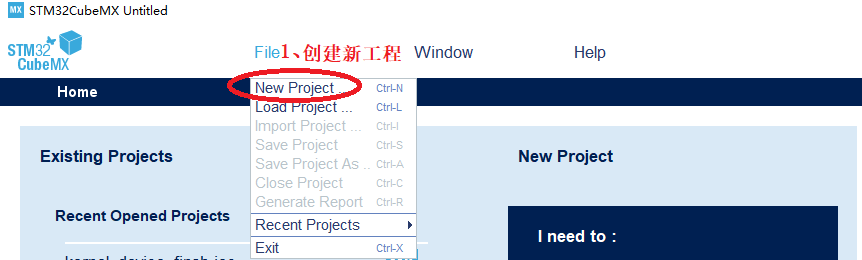 MX STM32CubeMX Untitled
STM32
CubeMX
File 1、创建新工程 Window Help
Home
New Project ... Ctrl-N
Load Project ... Ctrl-L
Import Project ... Ctrl-I
Save Project Ctrl-S
Save Project As .. Ctrl-A
Close Project Ctrl-C
Generate Report Ctrl-R
Recent Projects
Exit Ctrl-X
Existing Projects
Recent Opened Projects
New Project
I need to :